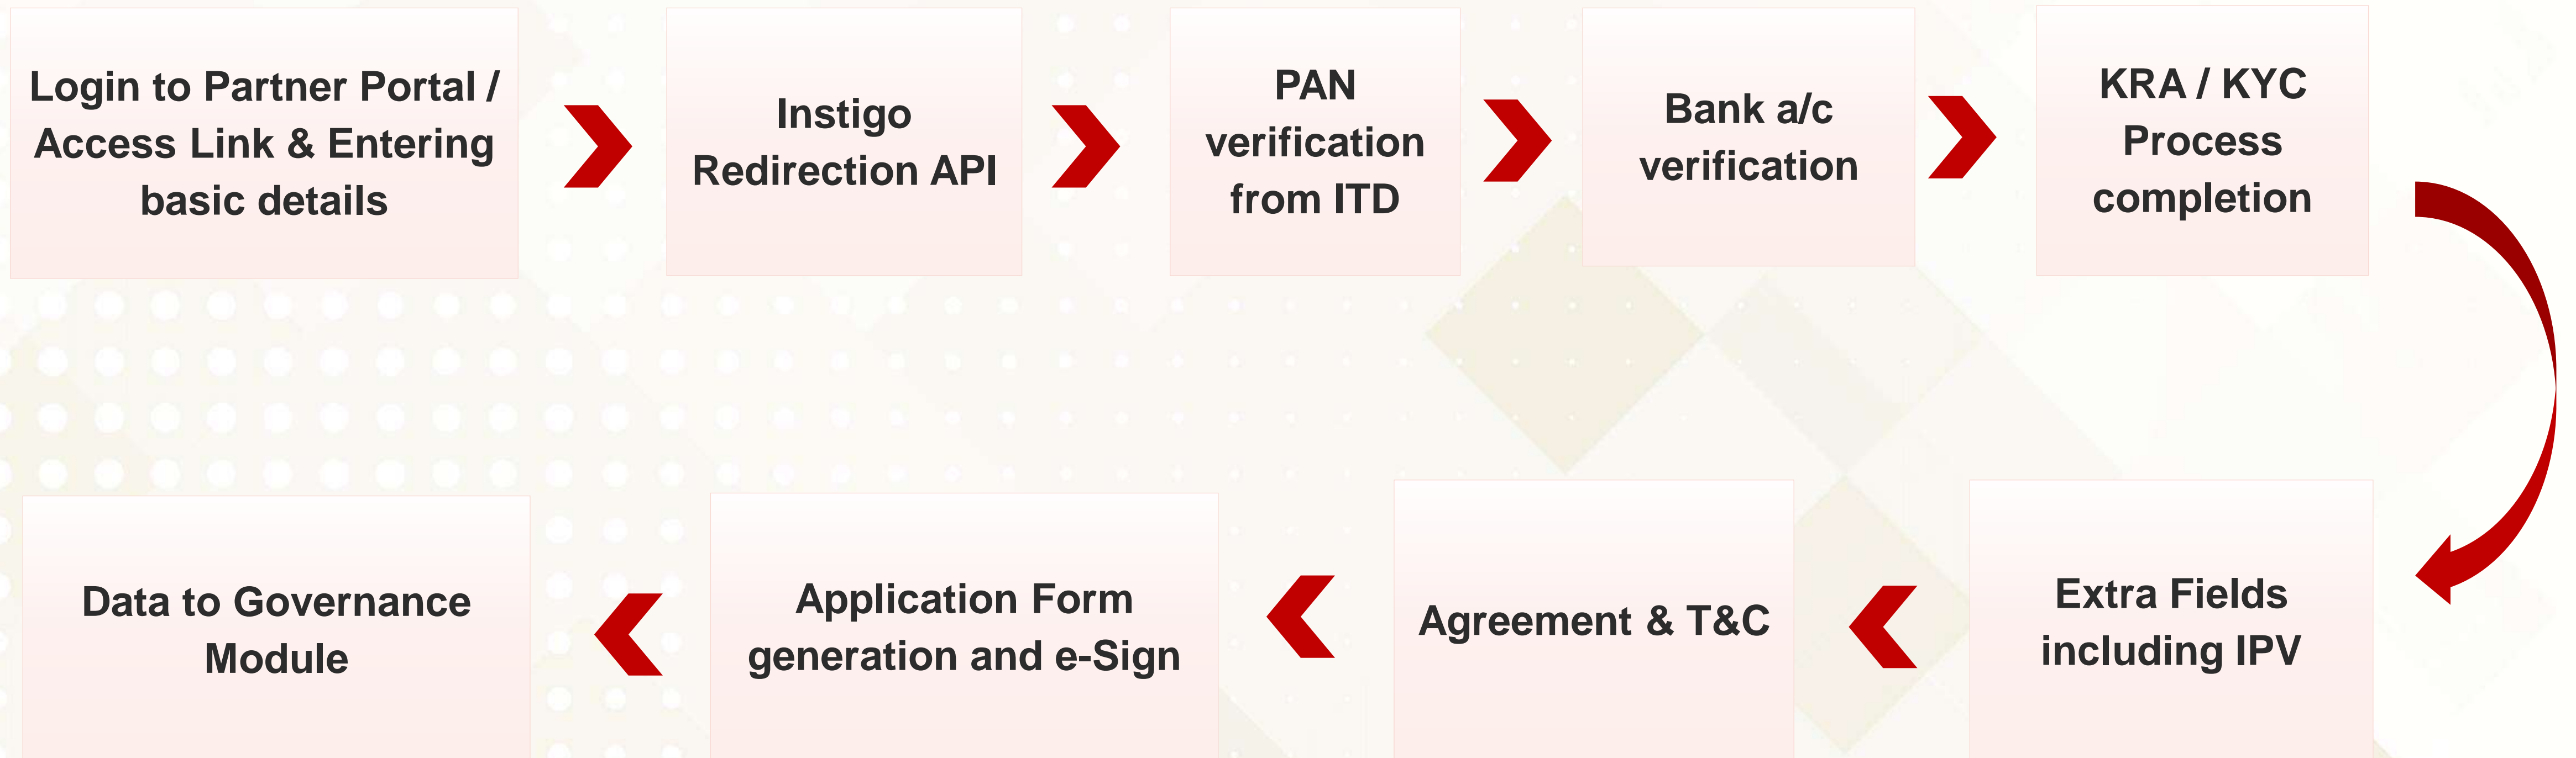 Login to Partner Portal /
Access Link & Entering
basic details
Instigo
Redirection API
PAN
verification
from ITD
Bank a/c
verification
KRA / KYC
Process
completion
Extra Fields
including IPV
Agreement & T&C
Application Form
generation and e-Sign
Data to Governance
Module